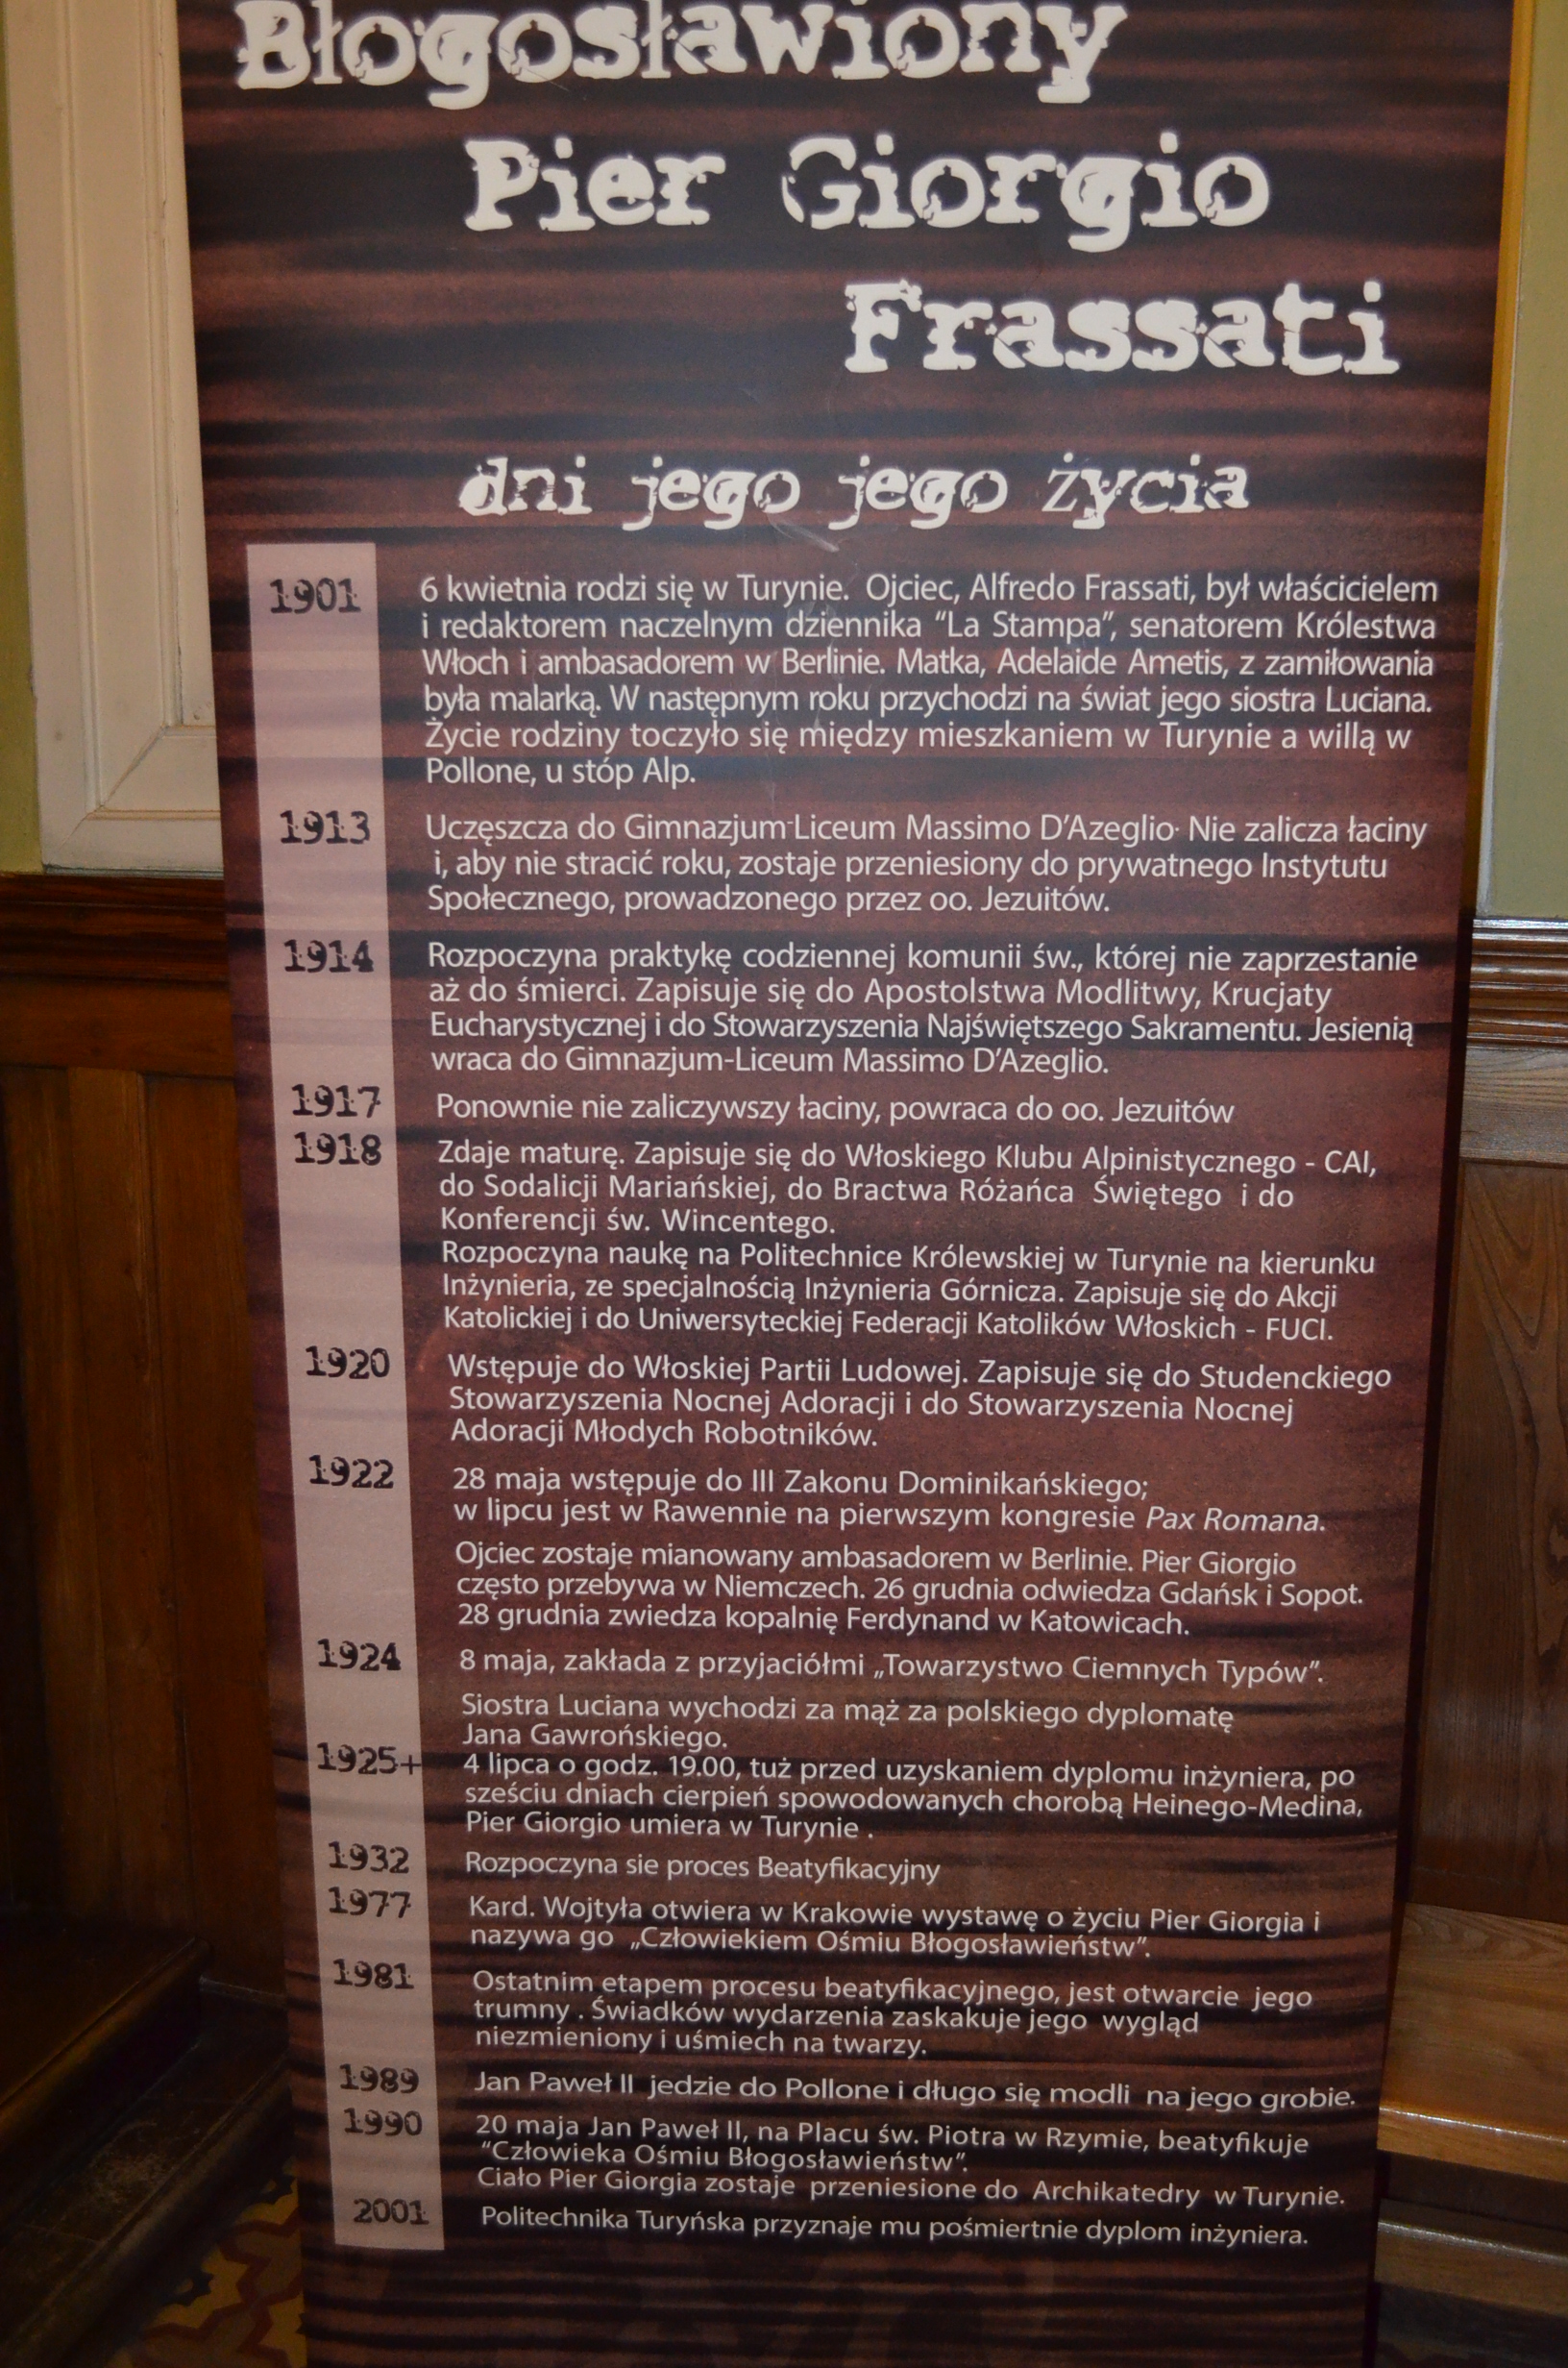 Błogosławiony
Pier Giorgio
Frassati
dni jego jego życia
1901
6 kwietnia rodzi się w Turynie. Ojciec, Alfredo Frassati, był właścicielem
i redaktorem naczelnym dziennika “La Stampa”, senatorem Królestwa
Włoch i ambasadorem w Berlinie. Matka, Adelaide Ametis, z zamiłowania
była malarką. W następnym roku przychodzi na świat jego siostra Luciana.
Życie rodziny toczyło się między mieszkaniem w Turynie a willą w
Pollone, u stóp Alp.
1913
Uczęszcza do Gimnazjum-Liceum Massimo D’Azeglio. Nie zalicza łaciny
i, aby nie stracić roku, zostaje przeniesiony do prywatnego Instytutu
Społecznego, prowadzonego przez oo. Jezuitów.
1914
Rozpoczyna praktykę codziennej komunii św., której nie zaprzestanie
aż do śmierci. Zapisuje się do Apostolstwa Modlitwy, Krucjaty
Eucharystycznej i do Stowarzyszenia Najświętszego Sakramentu. Jesienią
wraca do Gimnazjum-Liceum Massimo D’Azeglio.
1917
Ponownie nie zaliczywszy łaciny, powraca do oo. Jezuitów
1918
Zdaje maturę. Zapisuje się do Włoskiego Klubu Alpinistycznego - CAI,
do Sodalicji Mariańskiej, do Bractwa Różańca Świętego i do
Konferencji św. Wincentego.
Rozpoczyna naukę na Politechnice Królewskiej w Turynie na kierunku
Inżynieria, ze specjalnością Inżynieria Górnicza. Zapisuje się do Akcji
Katolickiej i do Uniwersyteckiej Federacji Katolików Włoskich - FUCI.
1920
Wstępuje do Włoskiej Partii Ludowej. Zapisuje się do Studenckiego
Stowarzyszenia Nocnej Adoracji i do Stowarzyszenia Nocnej
Adoracji Młodych Robotników.
1922
28 maja wstępuje do III Zakonu Dominikańskiego;
w lipcu jest w Rawennie na pierwszym kongresie Pax Romana.
Ojciec zostaje mianowany ambasadorem w Berlinie. Pier Giorgio
często przebywa w Niemczech. 26 grudnia odwiedza Gdańsk i Sopot.
28 grudnia zwiedza kopalnię Ferdynand w Katowicach.
1924
8 maja, zakłada z przyjaciółmi „Towarzystwo Ciemnych Typów”.
Siostra Luciana wychodzi za mąż za polskiego dyplomatę
Jana Gawrońskiego.
1925+
4 lipca o godz. 19.00, tuż przed uzyskaniem dyplomu inżyniera, po
sześciu dniach cierpień spowodowanych chorobą Heinego-Medina,
Pier Giorgio umiera w Turynie .
1932
Rozpoczyna sie proces Beatyfikacyjny
1977
Kard. Wojtyła otwiera w Krakowie wystawę o życiu Pier Giorgia i
nazywa go „Człowiekiem Ośmiu Błogosławieństw”.
1981
Ostatnim etapem procesu beatyfikacyjnego, jest otwarcie jego
trumny . Świadków wydarzenia zaskakuje jego wygląd
niezmieniony i uśmiech na twarzy.
1989
Jan Paweł II jedzie do Pollone i długo się modli na jego grobie.
1990
20 maja Jan Paweł II, na Placu św. Piotra w Rzymie, beatyfikuje
“Człowieka Ośmiu Błogosławieństw”.
Ciało Pier Giorgia zostaje przeniesione do Archikatedry w Turynie.
2001
Politechnika Turyńska przyznaje mu pośmiertnie dyplom inżyniera.